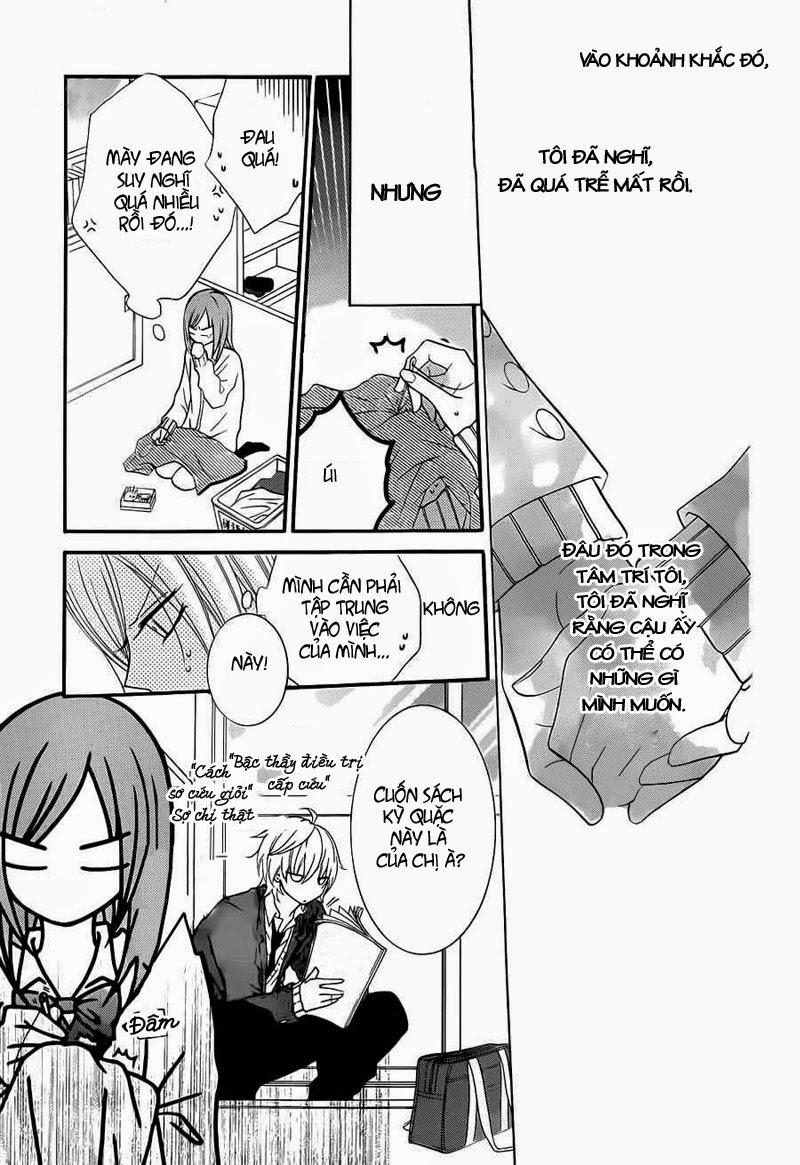 VÀO KHOẢNH KHẮC ĐÓ,
TÔI ĐÃ NGHĨ,
ĐÃ QUÁ TRỄ MẤT RỒI.
ĐÂU ĐÓ TRONG
TÂM TRÍ TÔI,
TÔI ĐÃ NGHĨ
RẰNG CẬU ẤY
CÓ THỂ CÓ
NHỮNG GÌ
MÌNH MUỐN.
NHƯNG
ÚI
ĐAU
QUÁ!
MÀY ĐANG
SUY NGHĨ
QUÁ NHIỀU
RỒI ĐÓ...!
KHÔNG
MÌNH CẦN PHẢI
TẬP TRUNG
VÀO VIỆC
CỦA MÌNH...
NÀY!
CUỐN SÁCH
KỲ QUẶC
NÀY LÀ
CỦA CHỊ À?
"Bậc thầy điều trị
cấp cứu"
"Cách
sơ cứu giỏi"
Sợ chị thật
Đâm